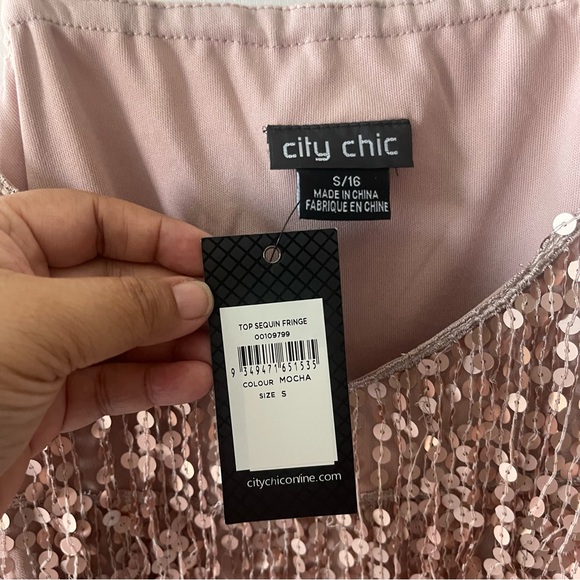 city chic
S/16
MADE IN CHINA
FABRIQUE EN CHINE
TOP SEQUIN FRINGE
00109799
9 349471 651535
COLOUR MOCHA
SIZE S
citychiconline.com